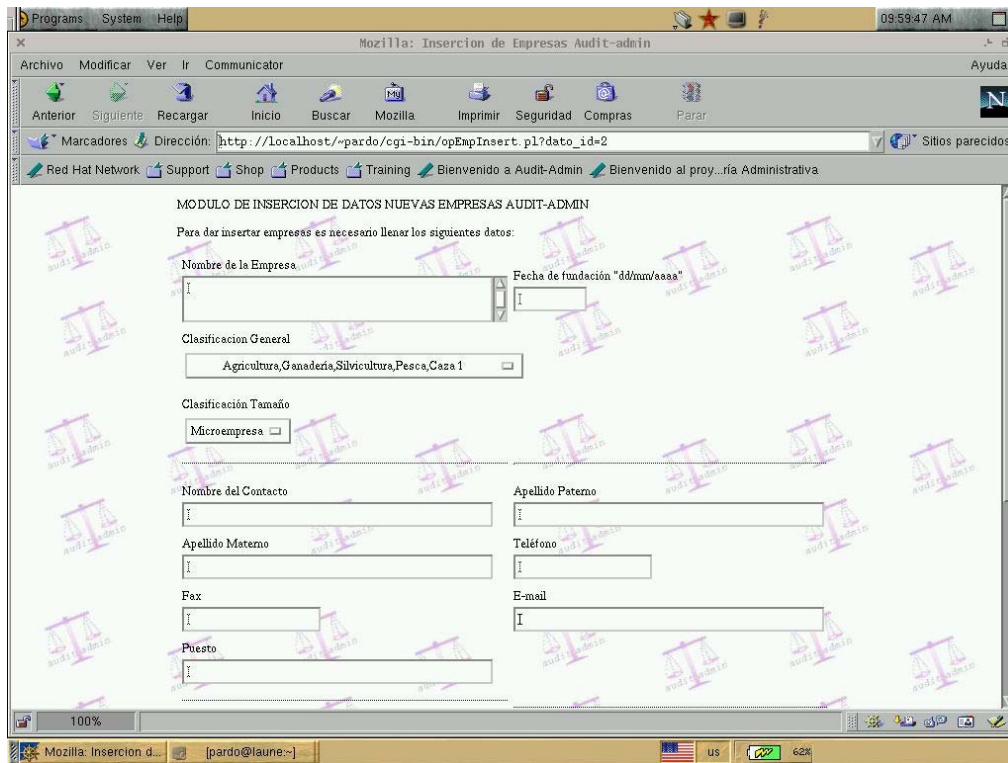 Programs System Help 09:59:47 AM
Mozilla: Insercion de Empresas Audit-admin
Archivo Modificar Ver Ir Communicator Ayuda
Anterior Siguiente Recargar Inicio Buscar Mozilla Imprimir Seguridad Compras Parar N
My
Marcadores Dirección: http://localhost/~pardo/cgi-bin/opEmpInsert.pl?dato_id=2 Sitios parecidos
Red Hat Network Support Shop Products Training Bienvenido a Audit-Admin Bienvenido al proy...ría Administrativa
MODULO DE INSERCION DE DATOS NUEVAS EMPRESAS AUDIT-ADMIN
Para dar insertar empresas es necesario llenar los siguientes datos:
Nombre de la Empresa
Fecha de fundación "dd/mm/aaaa"
Clasificacion General
Agricultura,Ganadería,Silvicultura,Pesca,Caza 1
Clasificación Tamaño
Microempresa
Nombre del Contacto Apellido Paterno
Apellido Materno Teléfono
Fax E-mail
Puesto
audit admin
100%
Mozilla: Insercion d... [pardo@laune:~] us 62%